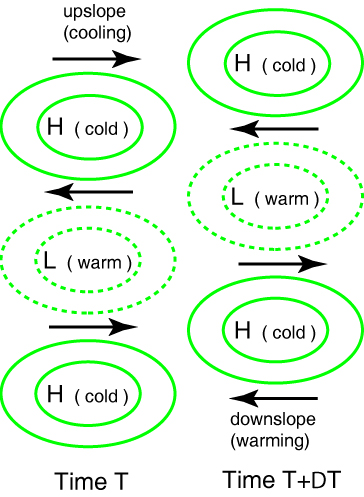 upslope
(cooling)
H ( cold )
H ( cold )
L ( warm )
L ( warm )
H ( cold )
H ( cold )
downslope
(warming)
Time T
Time T+DT